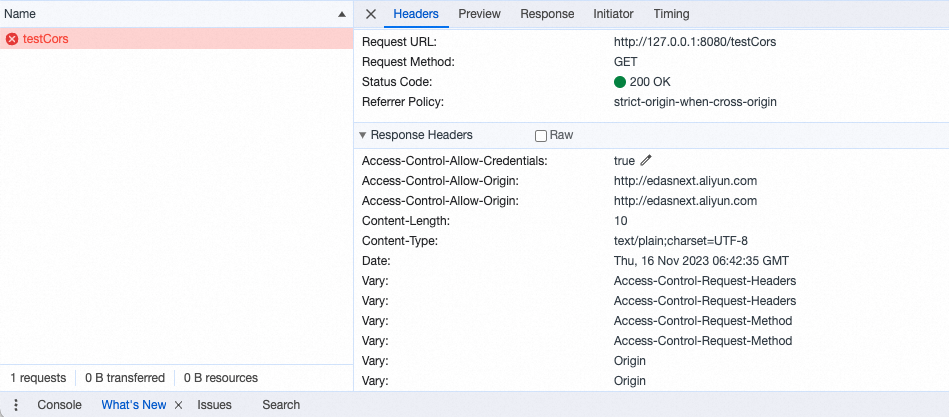 Name
testCors
1 requests 0 B transferred 0 B resources
Headers Preview Response Initiator Timing
Request URL: http://127.0.0.1:8080/testCors
Request Method: GET
Status Code: 200 OK
Referrer Policy: strict-origin-when-cross-origin
Response Headers Raw
Access-Control-Allow-Credentials: true
Access-Control-Allow-Origin: http://edasnext.aliyun.com
Access-Control-Allow-Origin: http://edasnext.aliyun.com
Content-Length: 10
Content-Type: text/plain;charset=UTF-8
Date: Thu, 16 Nov 2023 06:42:35 GMT
Vary: Access-Control-Request-Headers
Vary: Access-Control-Request-Headers
Vary: Access-Control-Request-Method
Vary: Access-Control-Request-Method
Vary: Origin
Vary: Origin
Console What's New Issues Search